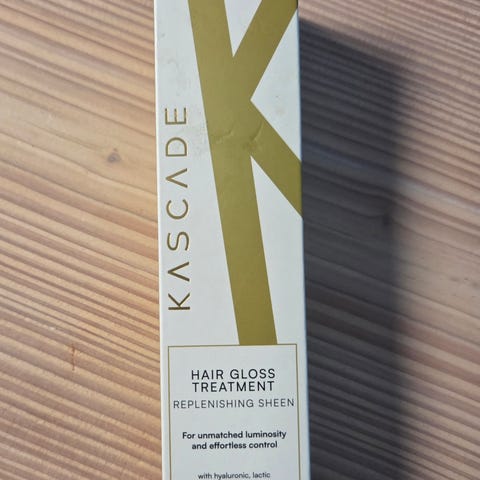 KASCADE
HAIR GLOSS
TREATMENT
REPLENISHING SHEEN
For unmatched luminosity
and effortless control
with hyaluronic, lactic